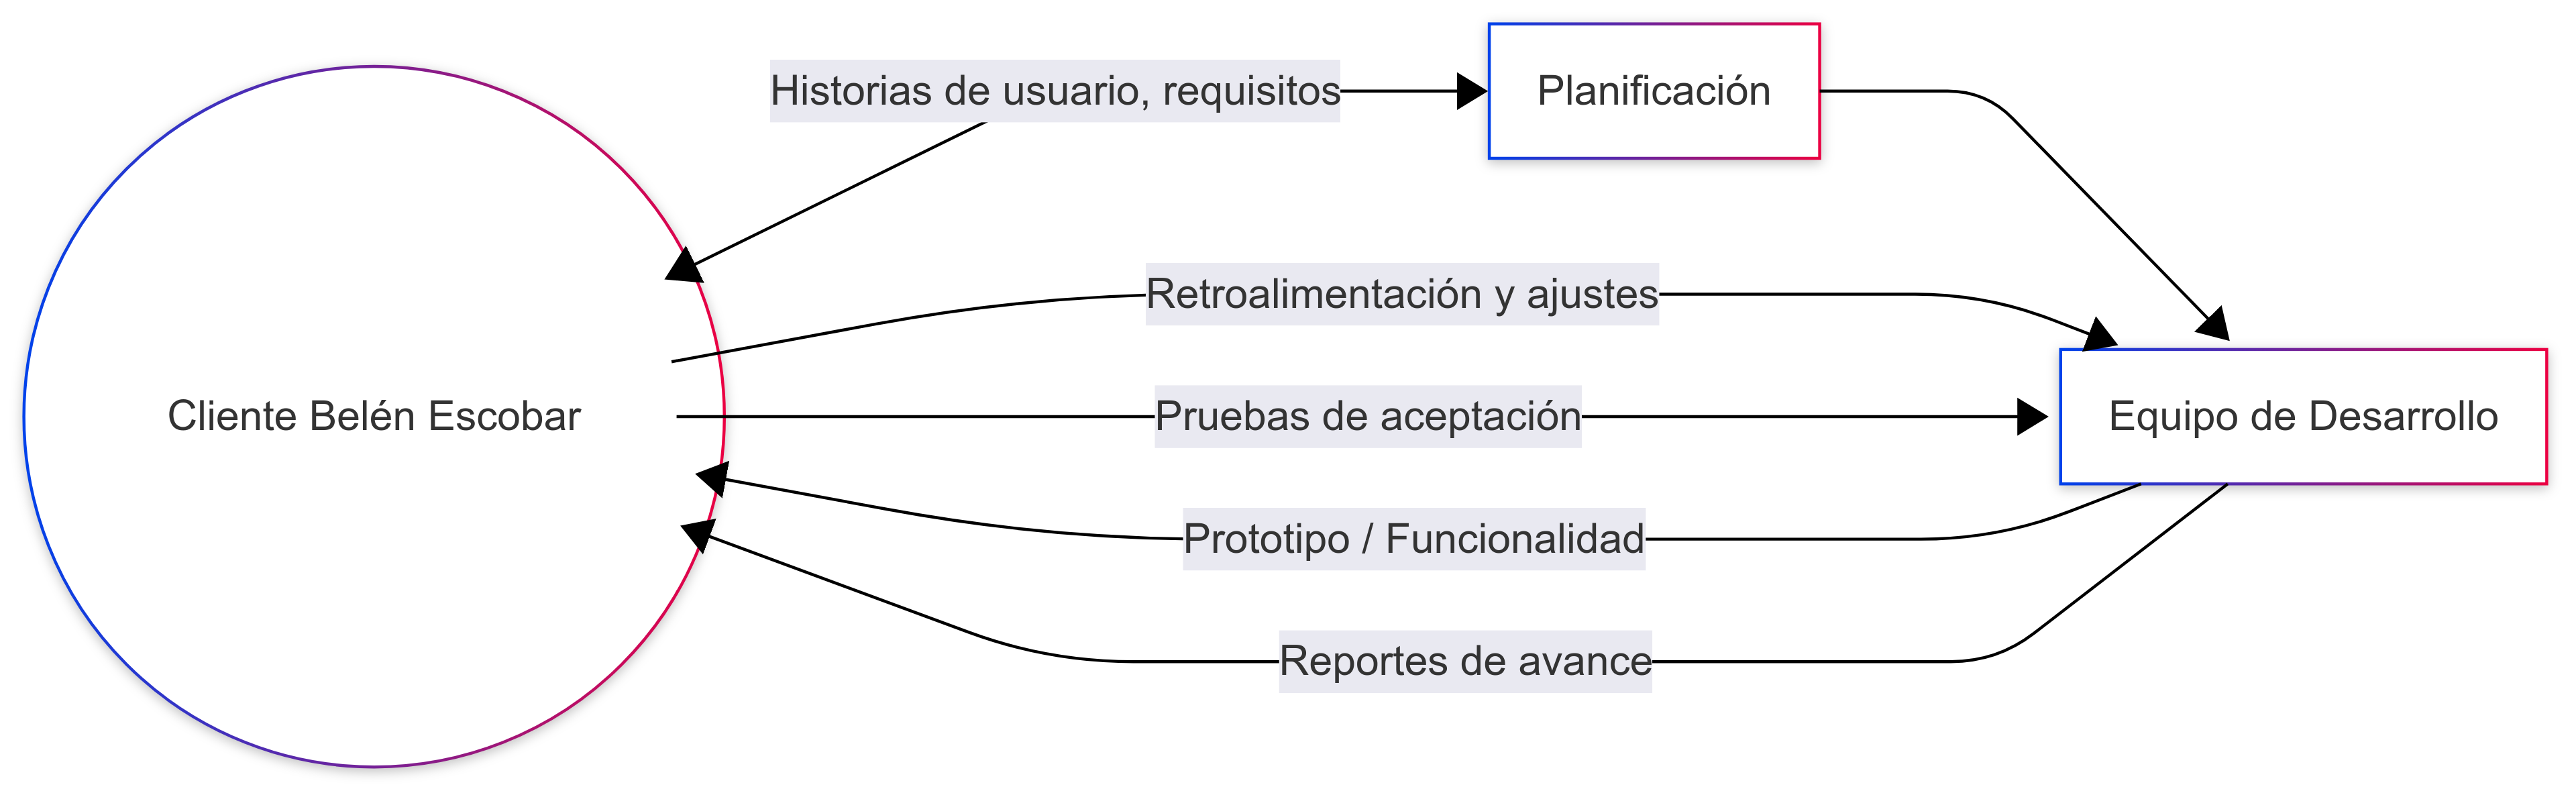 Historias de usuario, requisitos
Planificación
Retroalimentación y ajustes
Cliente Belén Escobar
Pruebas de aceptación
Equipo de Desarrollo
Prototipo / Funcionalidad
Reportes de avance